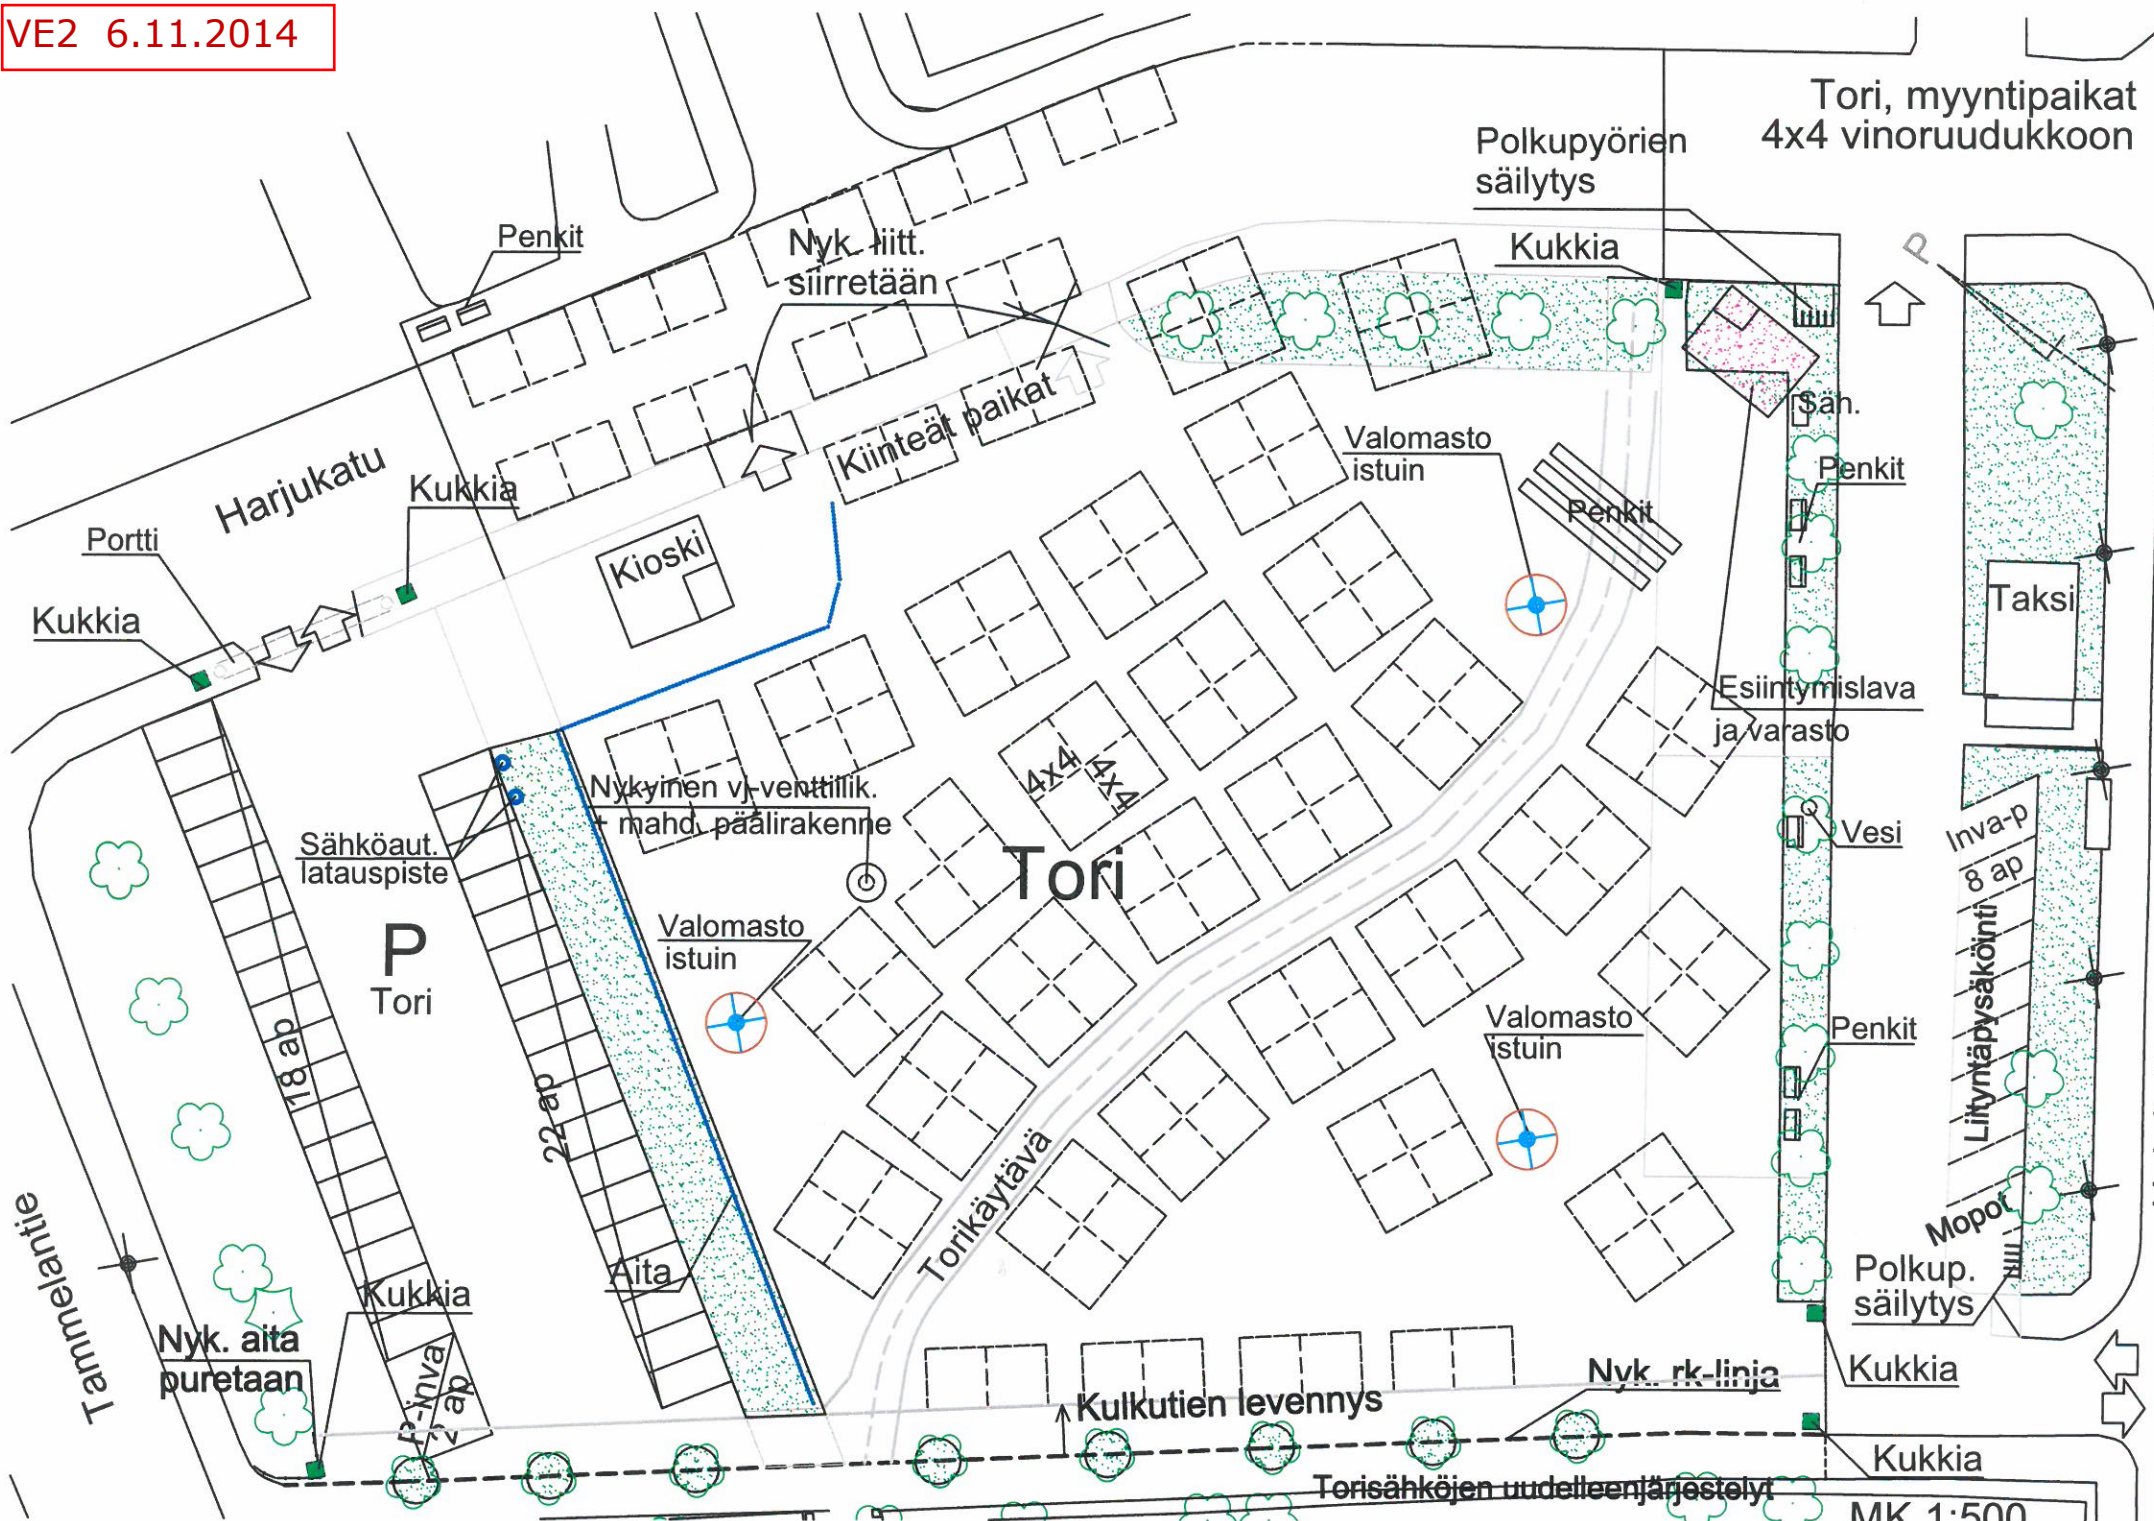 VE2 6.11.2014
Tori, myyntipaikat
4x4 vinoruudukkoon
Polkupyörien
säilytys
Penkit
Nyk. liitt.
siirretään
Kukkia
P
Kiinteät paikat
Säh.
Valomasto
istuin
Penkit
Penkit
Harjukatu
Kukkia
Portti
Kioski
Kukkia
Taksi
Esiintymislava
ja varasto
4x4
4x4
Nykyinen vj-venttiilik.
+ mahd. päälirakenne
Sähköaut.
latauspiste
Tori
Vesi
Inva-p
8 ap
Liityntäpysäköinti
P
Tori
Valomasto
istuin
18 ap
22 ap
Valomasto
istuin
Penkit
Torikäytävä
Mopot
Tammelantie
Aita
Kukkia
Polkup.
säilytys
Nyk. aita
puretaan
P-inva
2 ap
Nyk. rk-linja
Kukkia
Kulkutien levennys
Kukkia
Torisähköjen uudelleenjärjestelyt
MK 1:500